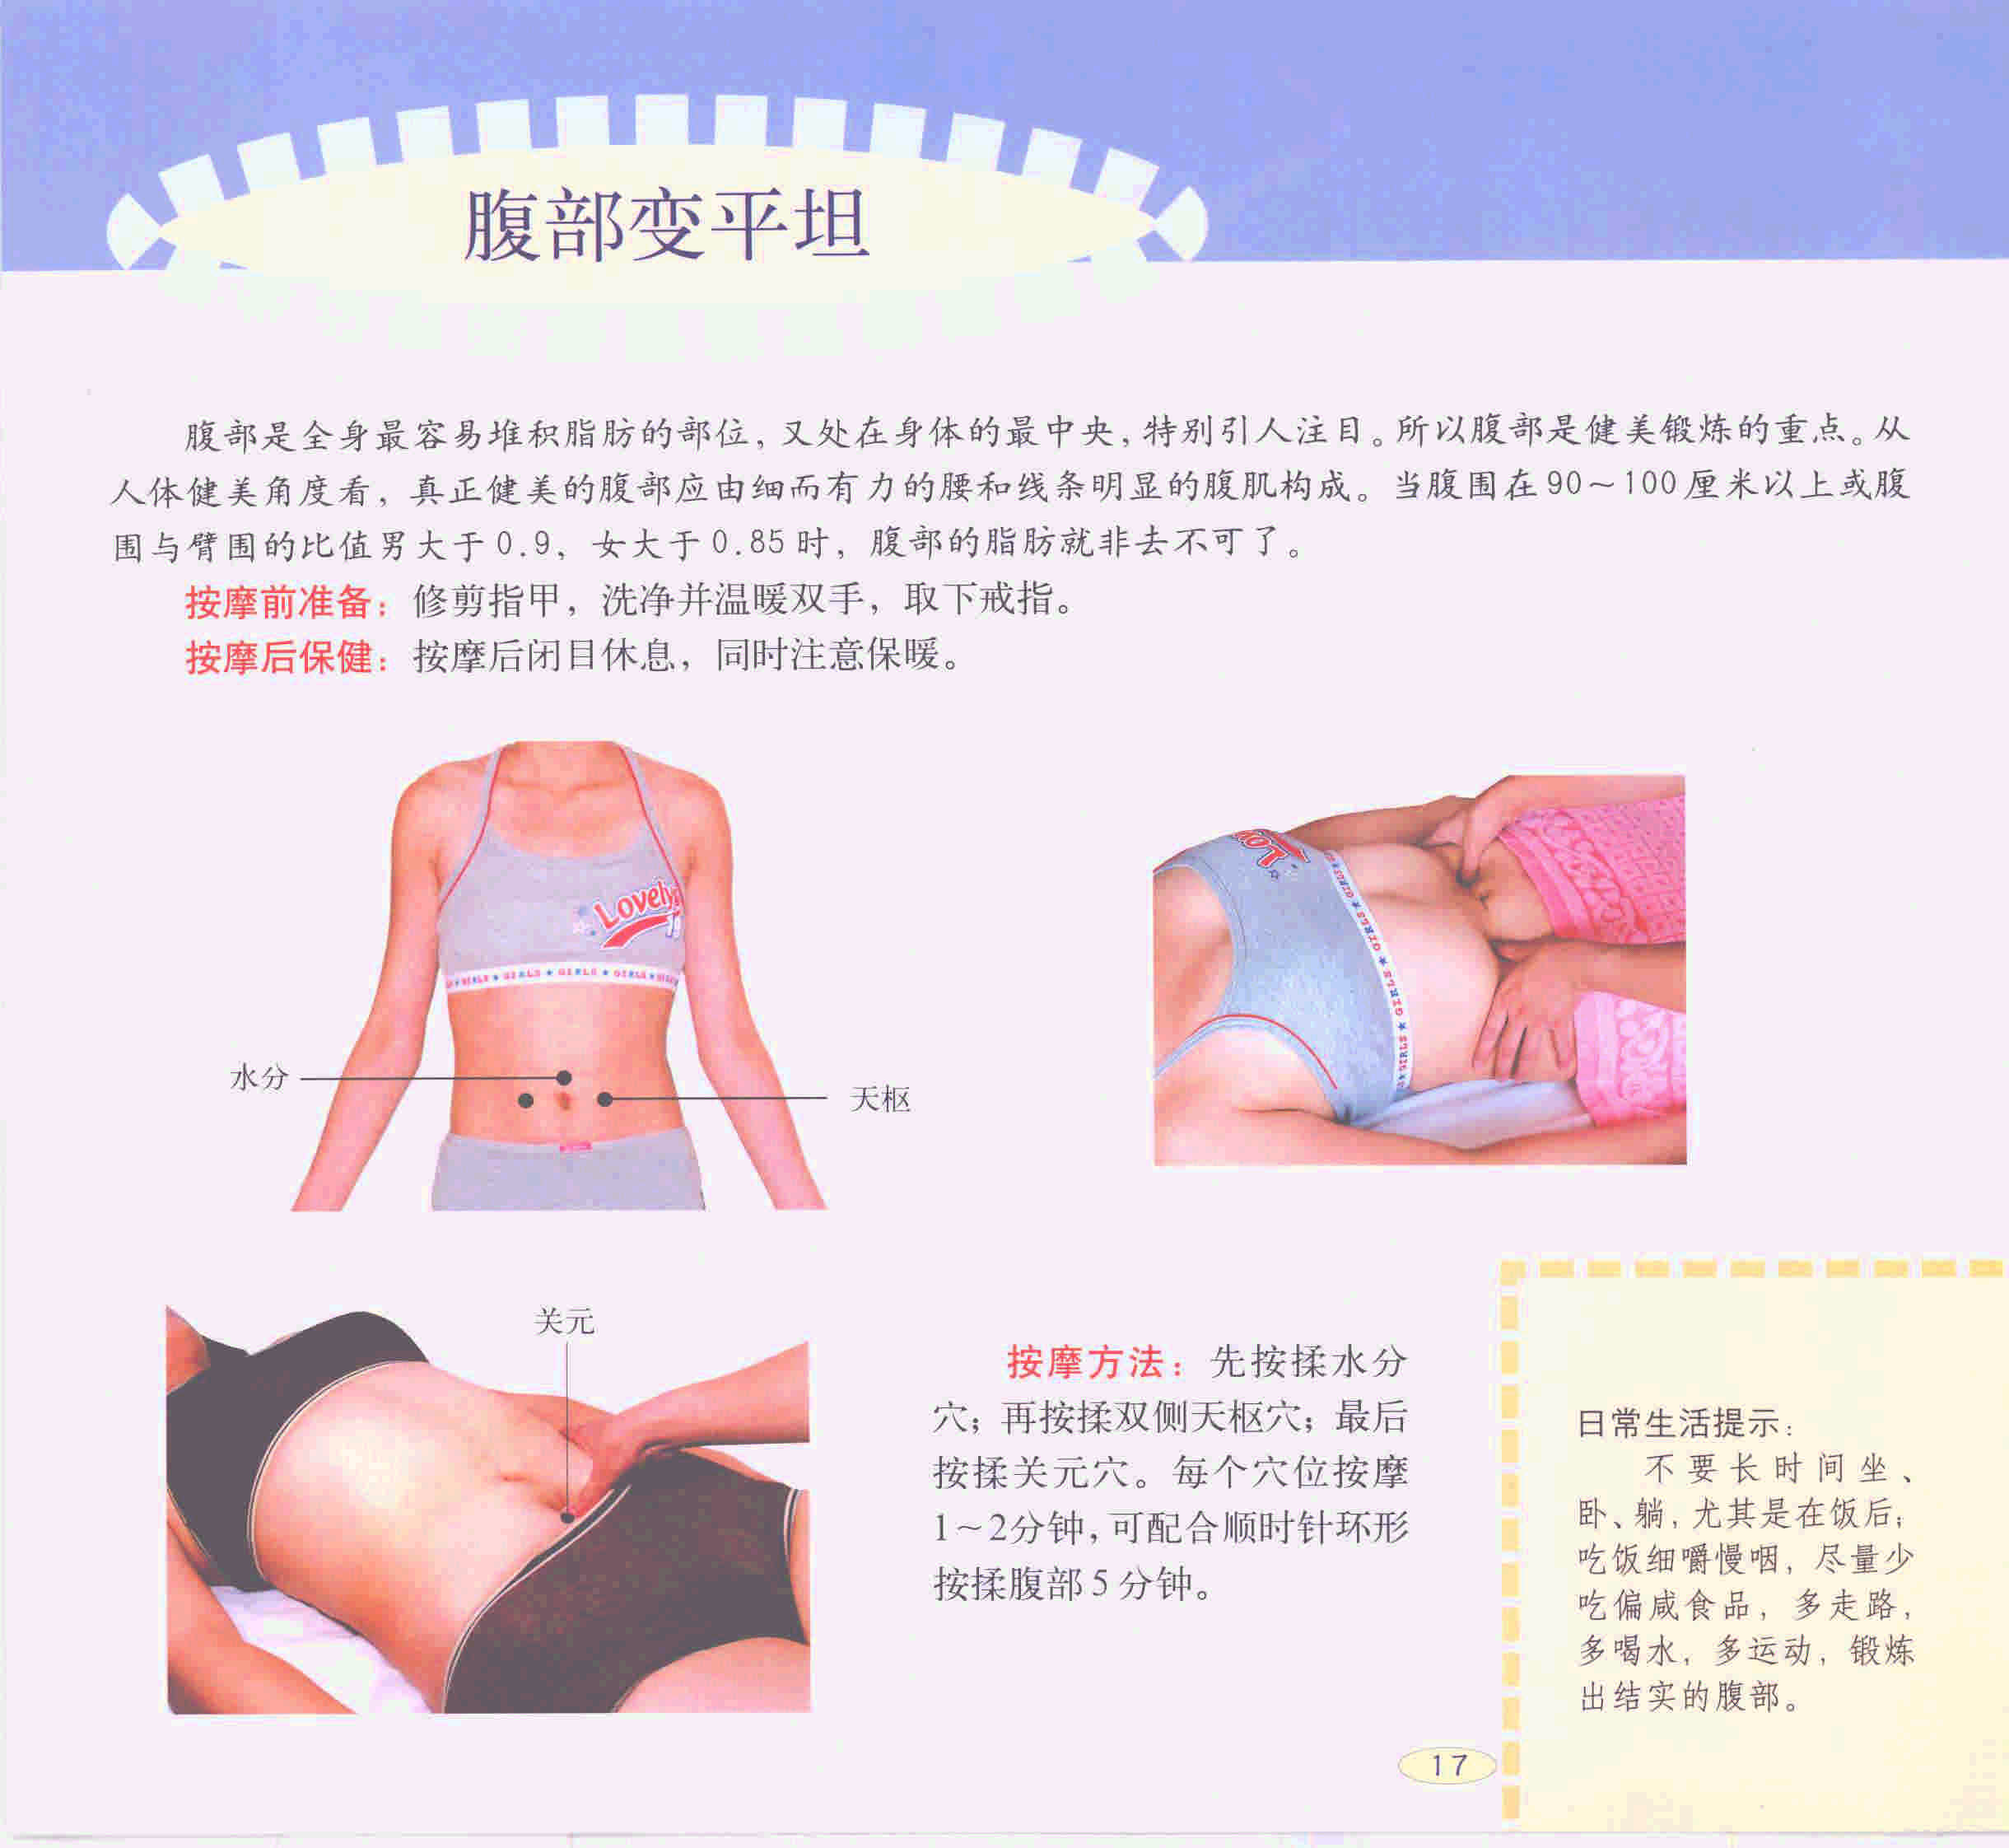 腹部变平坦
腹部是全身最容易堆积脂肪的部位，又处在身体的最中央，特别引人注目。所以腹部是健美锻炼的重点。从
人体健美角度看，真正健美的腹部应由细而有力的腰和线条明显的腹肌构成。当腹围在90～100厘米以上或腹
围与臂围的比值男大于0.9，女大于0.85时，腹部的脂肪就非去不可了。
按摩前准备：修剪指甲，洗净并温暖双手，取下戒指。
按摩后保健：按摩后闭目休息，同时注意保暖。
Lovely
GIRLS ★ GIRLS ★ GIRLS ★ GIRLS
水分
天枢
GIRLS ★ GIRLS ★ GIRLS ★ GIRLS
关元
按摩方法：先按揉水分
穴；再按揉双侧天枢穴；最后
按揉关元穴。每个穴位按摩
1～2分钟，可配合顺时针环形
按揉腹部5分钟。
日常生活提示：
不要长时间坐、
卧、躺，尤其是在饭后；
吃饭细嚼慢咽，尽量少
吃偏咸食品，多走路，
多喝水，多运动，锻炼
出结实的腹部。
17